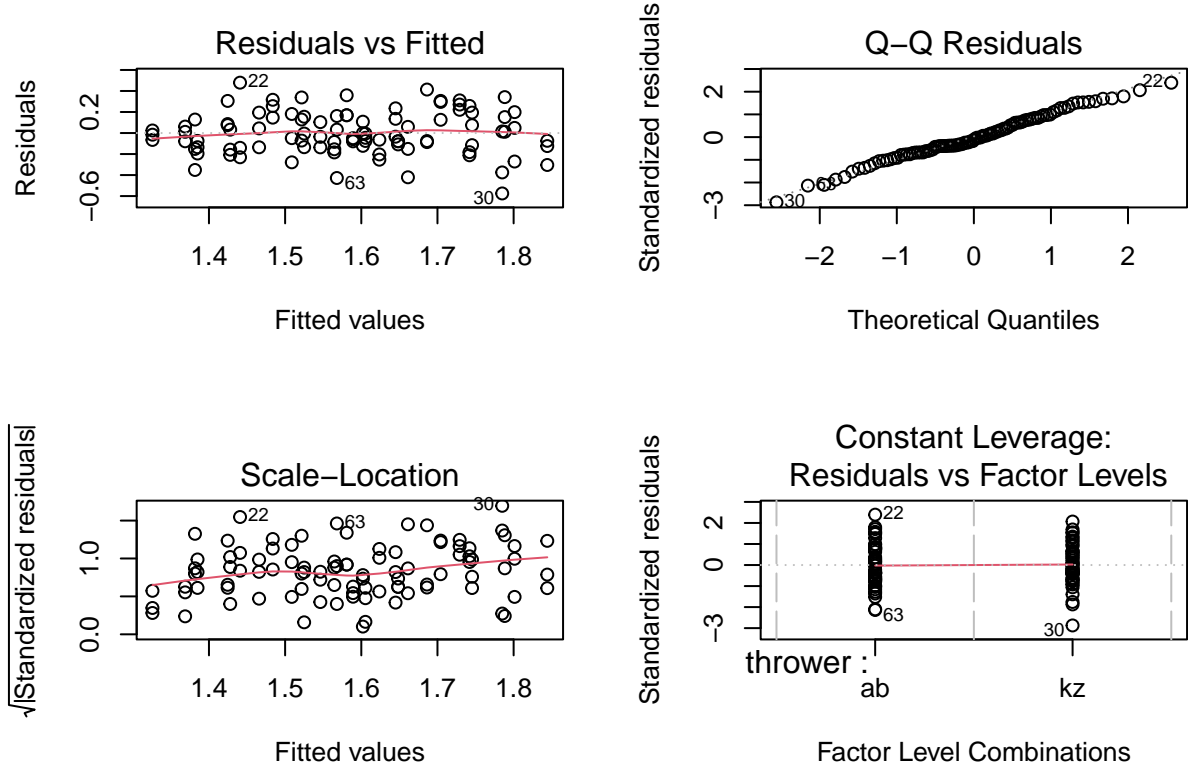 Residuals vs Fitted
Residuals
−0.6
0.2
22
63
30
1.4
1.5
1.6
1.7
1.8
Fitted values
Q−Q Residuals
Standardized residuals
−3
0
2
22
30
−2
−1
0
1
2
Theoretical Quantiles
Scale−Location
√|Standardized residuals|
0.0
1.0
22
63
30
1.4
1.5
1.6
1.7
1.8
Fitted values
Constant Leverage:
Residuals vs Factor Levels
Standardized residuals
−3
0
2
22
63
30
thrower :
ab
kz
Factor Level Combinations